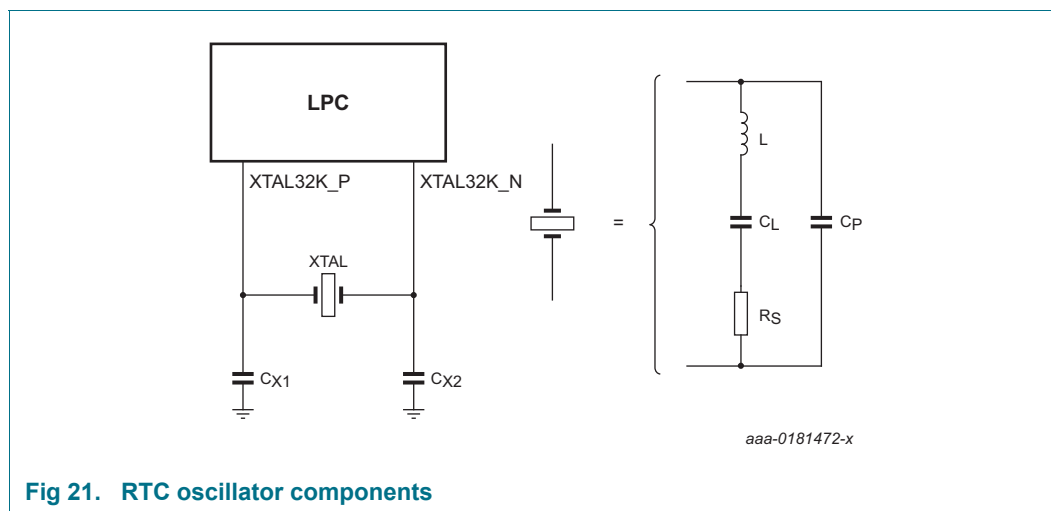 LPC
XTAL32K_P
XTAL32K_N
XTAL
CX1
CX2
=
L
CL
CP
RS
aaa-0181472-x
Fig 21. RTC oscillator components